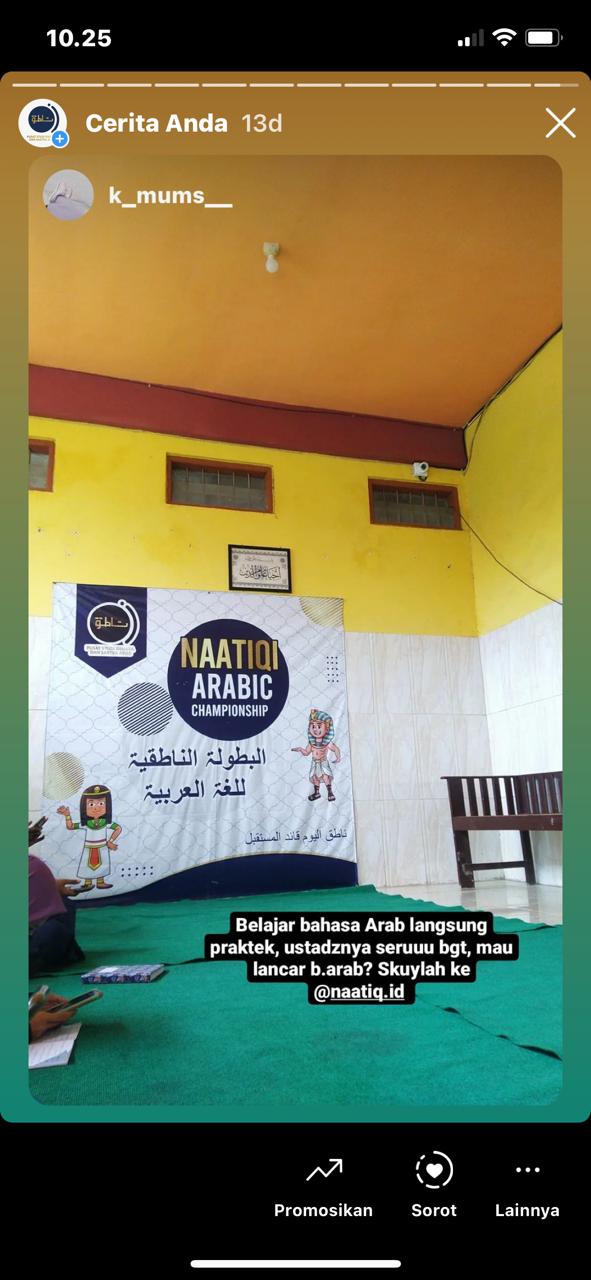 10.25
Cerita Anda 13d
k_mums__
ناطق
NAATIQI
ARABIC
CHAMPIONSHIP
البطولة الناطقية
للغة العربية
ناطق اليوم قائد المستقبل
Belajar bahasa Arab langsung
praktek, ustadznya seruuu bgt, mau
lancar b.arab? Skuylah ke
@naatiq.id
Promosikan
Sorot
Lainnya